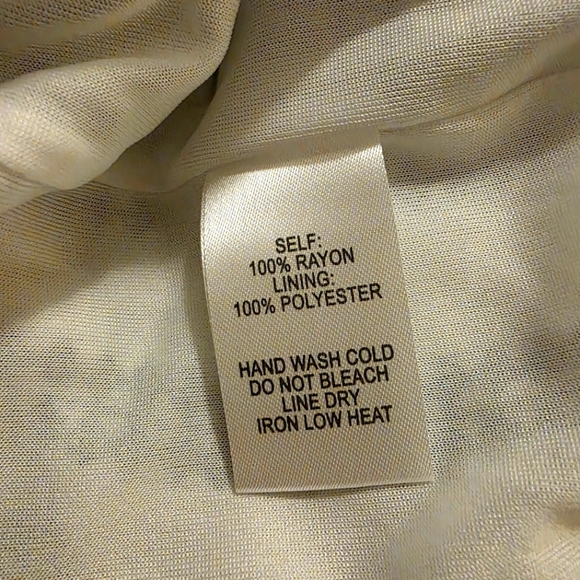 SELF:
100% RAYON
LINING:
100% POLYESTER
HAND WASH COLD
DO NOT BLEACH
LINE DRY
IRON LOW HEAT